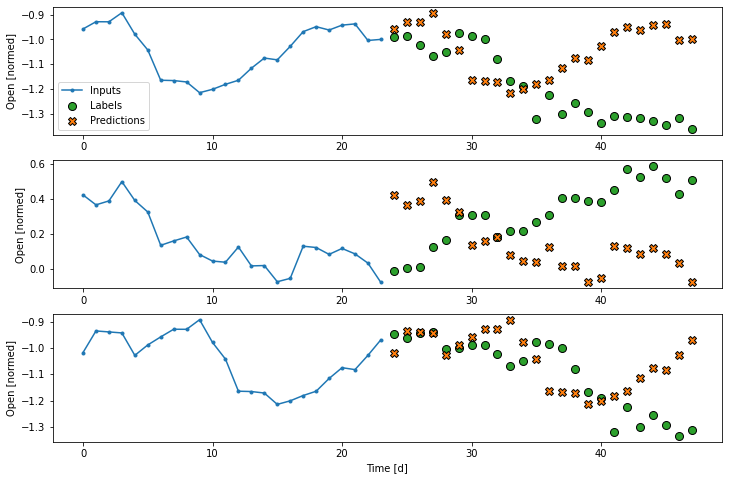 −0.9
−1.0
−1.1
−1.2
−1.3
Open [normed]
Inputs
Labels
Predictions
0 10 20 30 40
0.6
0.4
0.2
0.0
Open [normed]
0 10 20 30 40
−0.9
−1.0
−1.1
−1.2
−1.3
Open [normed]
0 10 20 30 40
Time [d]